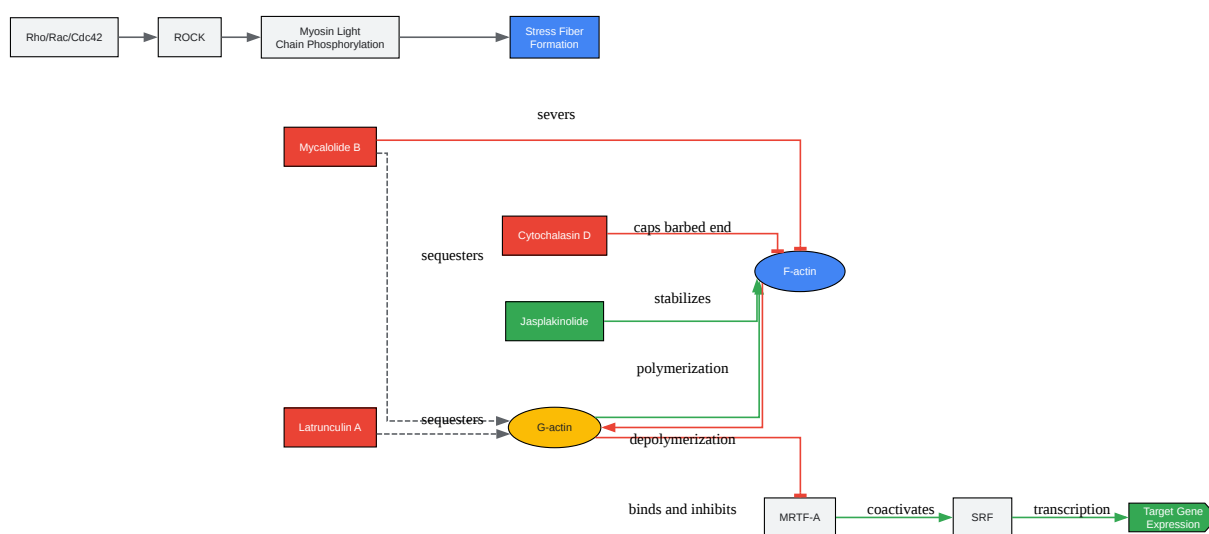 Rho/Rac/Cdc42
ROCK
Myosin Light
Chain Phosphorylation
Stress Fiber
Formation
severs
Mycalolide B
Cytochalasin D
caps barbed end
sequesters
F-actin
stabilizes
Jasplakinolide
polymerization
Latrunculin A
sequesters
G-actin
depolymerization
binds and inhibits
MRTF-A
coactivates
SRF
transcription
Target Gene
Expression